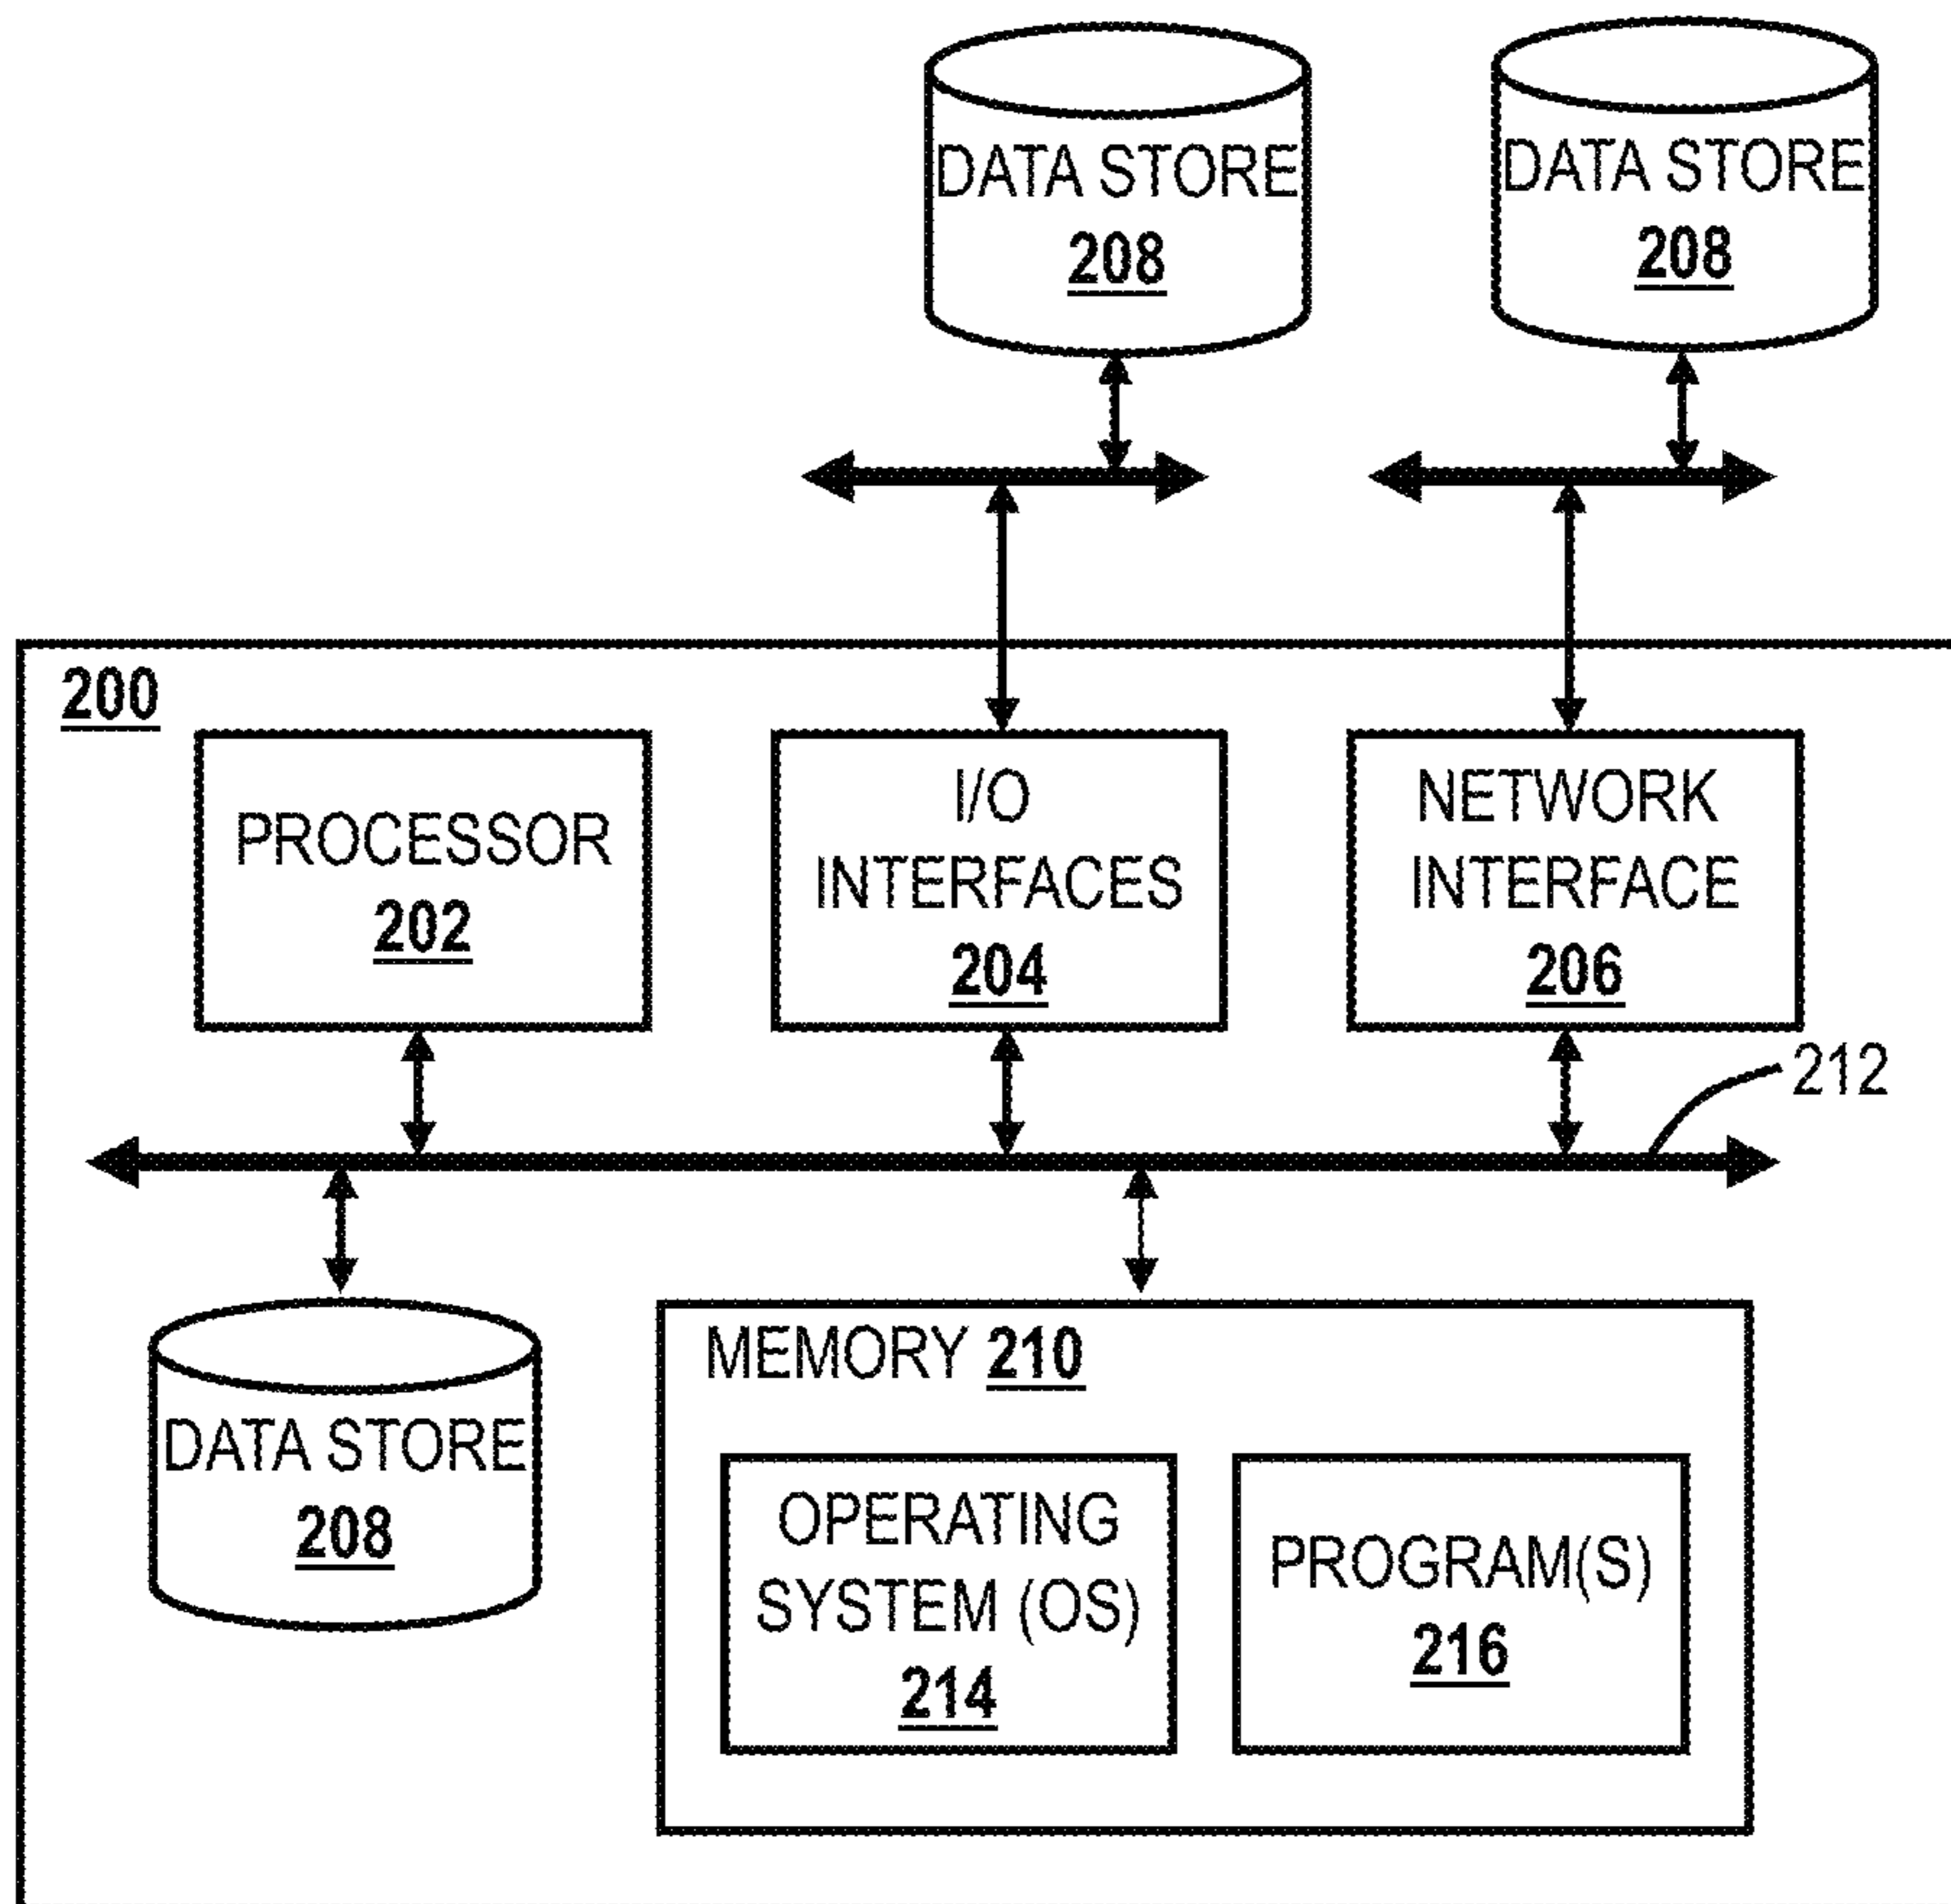 DATA STORE
208
DATA STORE
208
200
PROCESSOR
202
I/O
INTERFACES
204
NETWORK
INTERFACE
206
212
DATA STORE
208
MEMORY 210
OPERATING
SYSTEM (OS)
214
PROGRAM(S)
216